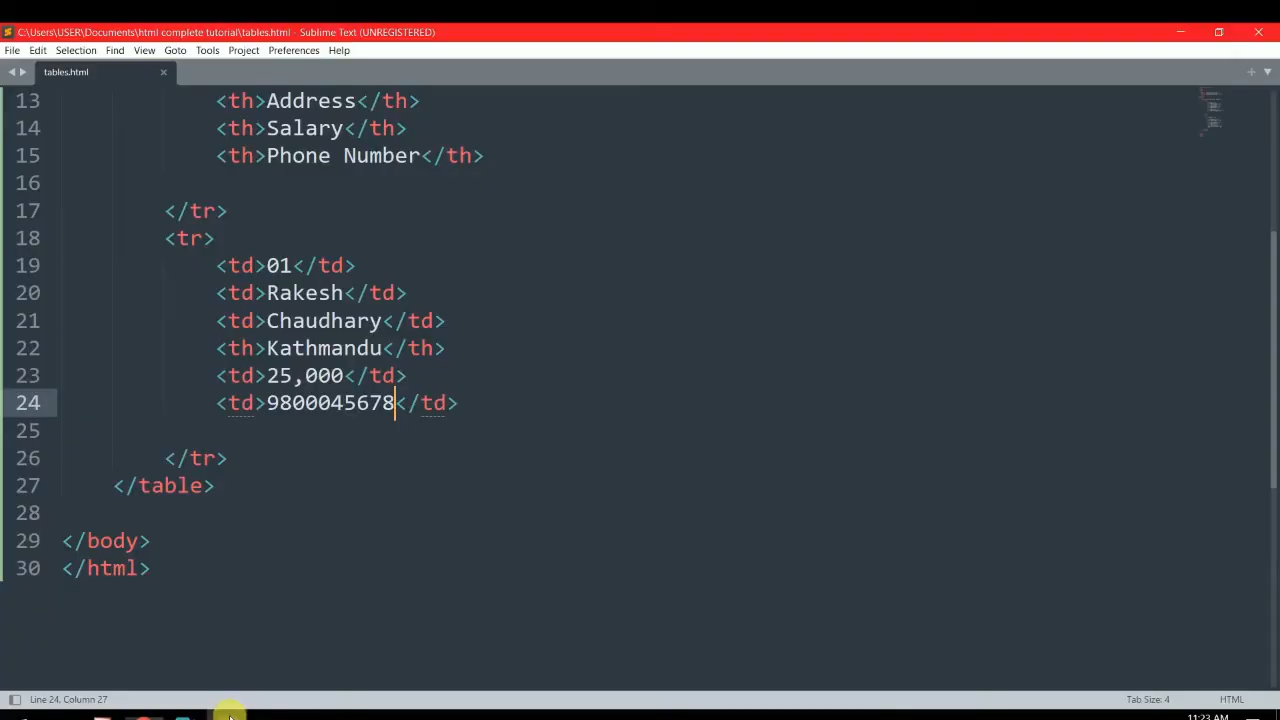 C:\Users\USER\Documents\html complete tutorial\tables.html - Sublime Text (UNREGISTERED)
File Edit Selection Find View Goto Tools Project Preferences Help
tables.html
13 <th>Address</th>
14 <th>Salary</th>
15 <th>Phone Number</th>
16
17 </tr>
18 <tr>
19 <td>01</td>
20 <td>Rakesh</td>
21 <td>Chaudhary</td>
22 <th>Kathmandu</th>
23 <td>25,000</td>
24 <td>9800045678</td>
25
26 </tr>
27 </table>
28
29 </body>
30 </html>
Line 24, Column 27 Tab Size: 4 HTML
11:23 AM